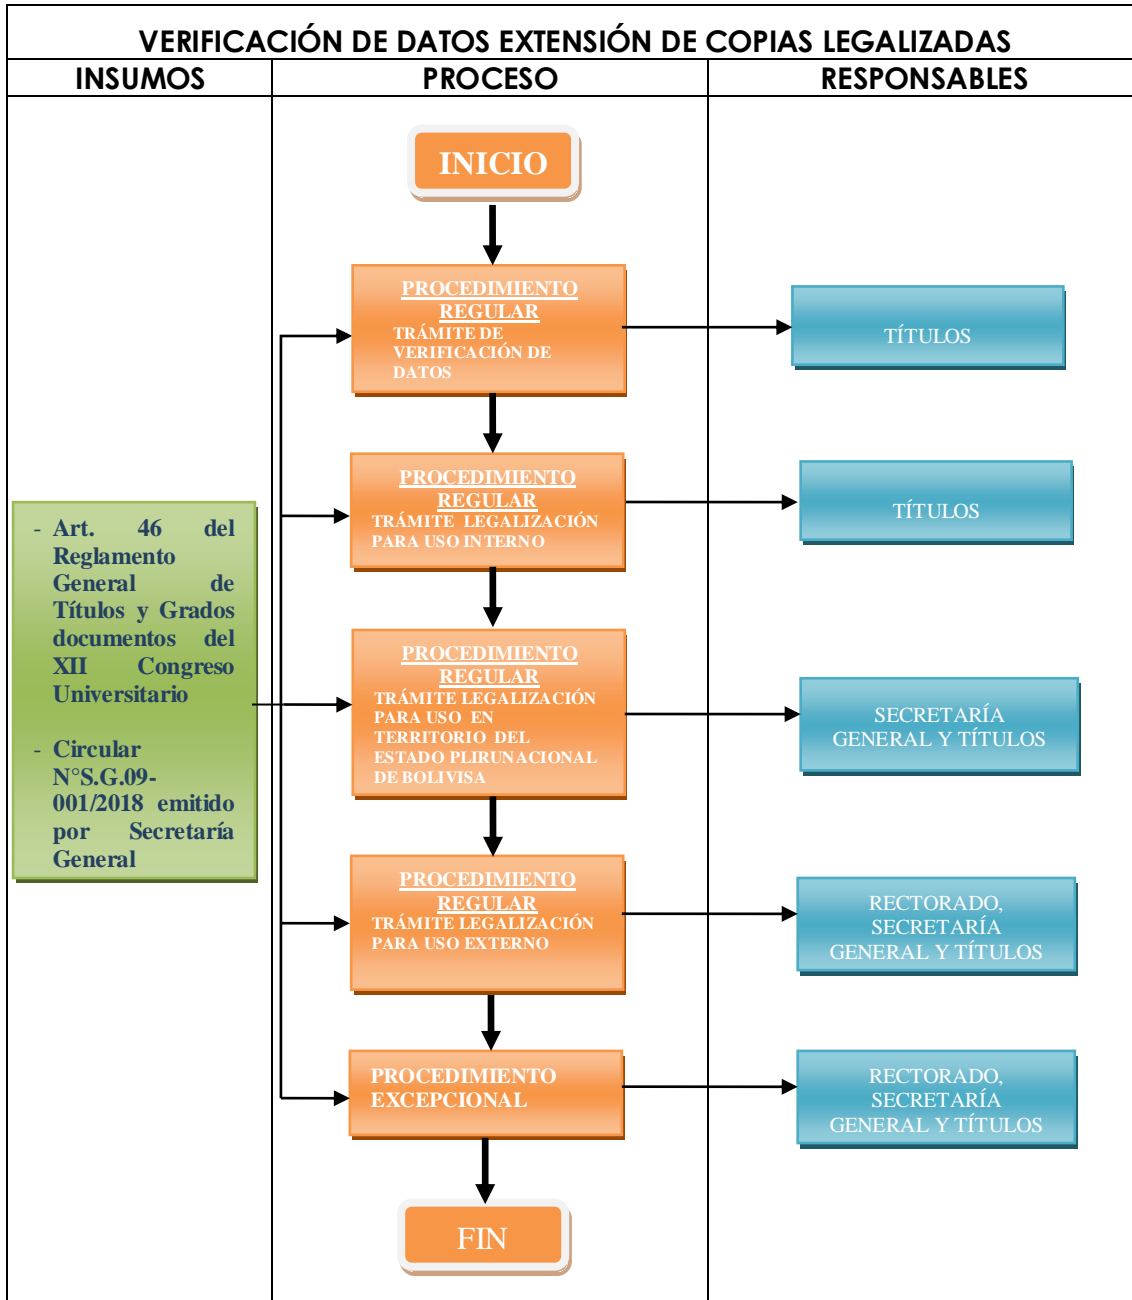 VERIFICACIÓN DE DATOS EXTENSIÓN DE COPIAS LEGALIZADAS
INSUMOS
PROCESO
RESPONSABLES
INICIO
PROCEDIMIENTO
REGULAR
TRÁMITE DE
VERIFICACIÓN DE
DATOS
TÍTULOS
PROCEDIMIENTO
REGULAR
TRÁMITE LEGALIZACIÓN
PARA USO INTERNO
TÍTULOS
- Art. 46 del
Reglamento
General de
Títulos y Grados
documentos del
XII Congreso
Universitario
- Circular
N°S.G.09-
001/2018 emitido
por Secretaría
General
PROCEDIMIENTO
REGULAR
TRÁMITE LEGALIZACIÓN
PARA USO EN
TERRITORIO DEL
ESTADO PLIRUNACIONAL
DE BOLIVISA
SECRETARÍA
GENERAL Y TÍTULOS
PROCEDIMIENTO
REGULAR
TRÁMITE LEGALIZACIÓN
PARA USO EXTERNO
RECTORADO,
SECRETARÍA
GENERAL Y TÍTULOS
PROCEDIMIENTO
EXCEPCIONAL
RECTORADO,
SECRETARÍA
GENERAL Y TÍTULOS
FIN